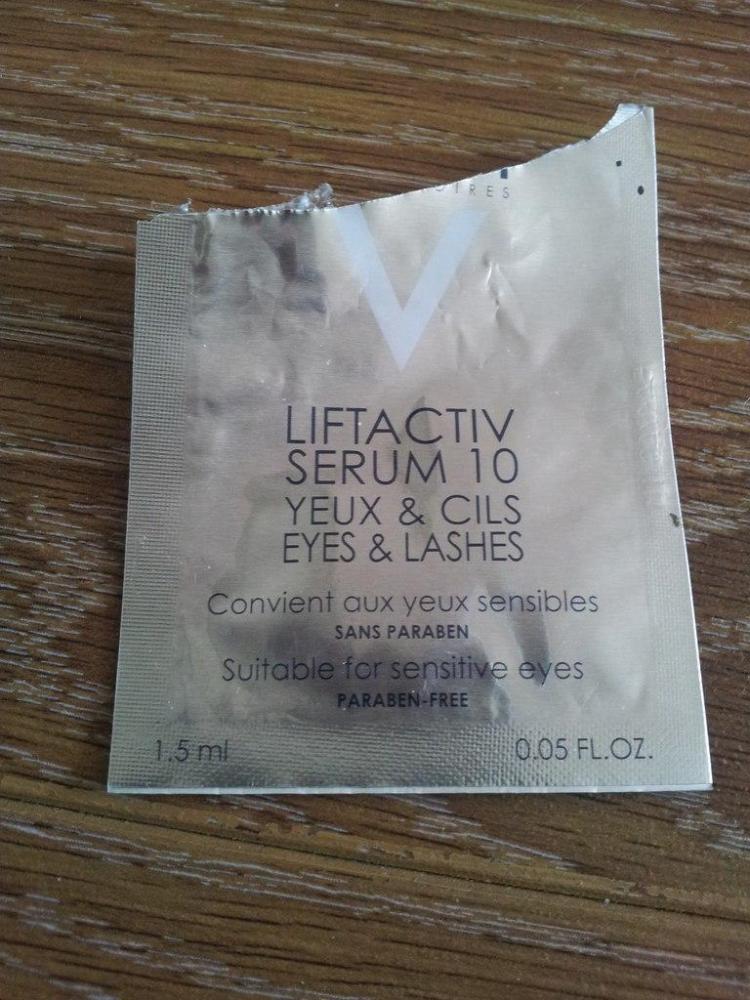 V
LIFTACTIV
SERUM 10
YEUX & CILS
EYES & LASHES
Convient aux yeux sensibles
SANS PARABEN
Suitable for sensitive eyes
PARABEN-FREE
1.5 ml 0.05 FL.OZ.